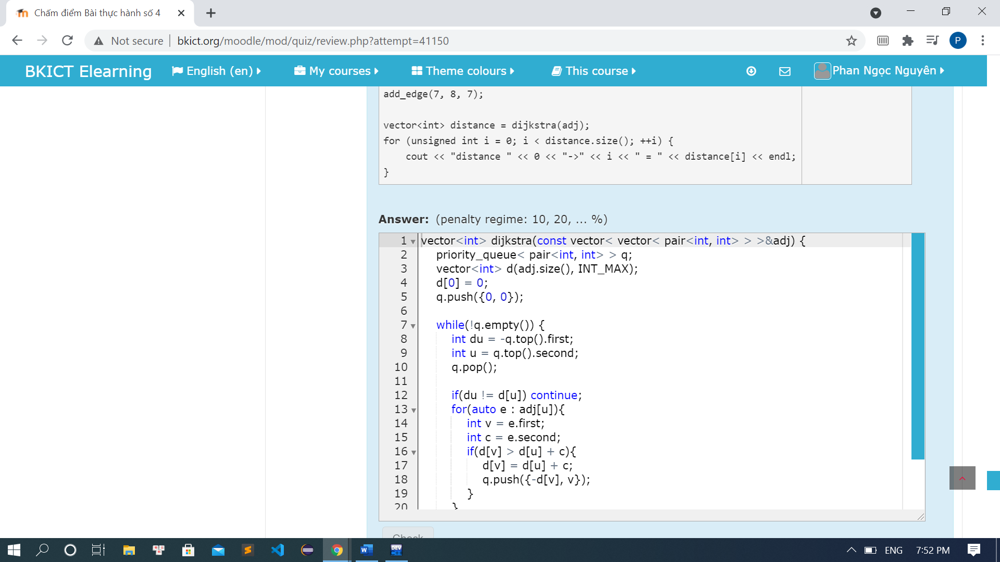 Chấm điểm Bài thực hành số 4
Not secure
bkict.org/moodle/mod/quiz/review.php?attempt=41150
P
BKICT Elearning
English (en)
My courses
Theme colours
This course
Phan Ngọc Nguyên
add_edge(7, 8, 7);
vector<int> distance = dijkstra(adj);
for (unsigned int i = 0; i < distance.size(); ++i) {
cout << "distance " << 0 << "->" << i << " = " << distance[i] << endl;
}
Answer: (penalty regime: 10, 20, ... %)
1 vector<int> dijkstra(const vector< vector< pair<int, int> > >&adj) {
2 priority_queue< pair<int, int> > q;
3 vector<int> d(adj.size(), INT_MAX);
4 d[0] = 0;
5 q.push({0, 0});
6
7 while(!q.empty()) {
8 int du = -q.top().first;
9 int u = q.top().second;
10 q.pop();
11
12 if(du != d[u]) continue;
13 for(auto e : adj[u]){
14 int v = e.first;
15 int c = e.second;
16 if(d[v] > d[u] + c){
17 d[v] = d[u] + c;
18 q.push({-d[v], v});
19 }
20 }
Check
W
DEV
ENG
7:52 PM